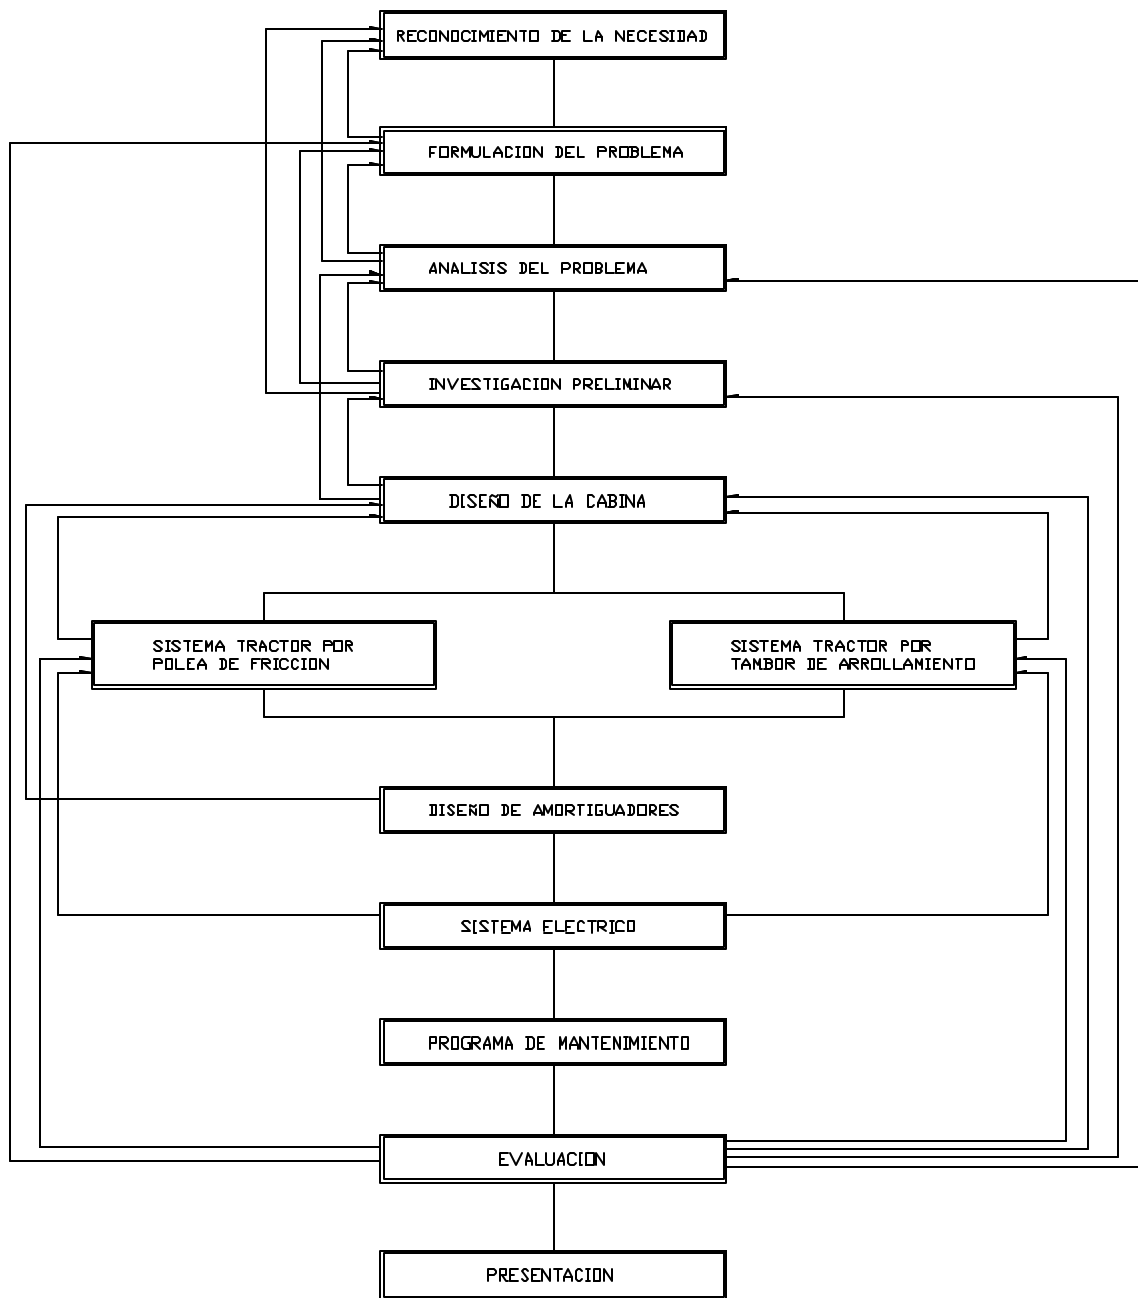 RECONOCIMIENTO DE LA NECESIDAD
FORMULACION DEL PROBLEMA
ANALISIS DEL PROBLEMA
INVESTIGACION PRELIMINAR
DISEÑO DE LA CABINA
SISTEMA TRACTOR POR
POLEA DE FRICCION
SISTEMA TRACTOR POR
TAMBOR DE ARROLLAMIENTO
DISEÑO DE AMORTIGUADORES
SISTEMA ELECTRICO
PROGRAMA DE MANTENIMIENTO
EVALUACION
PRESENTACION